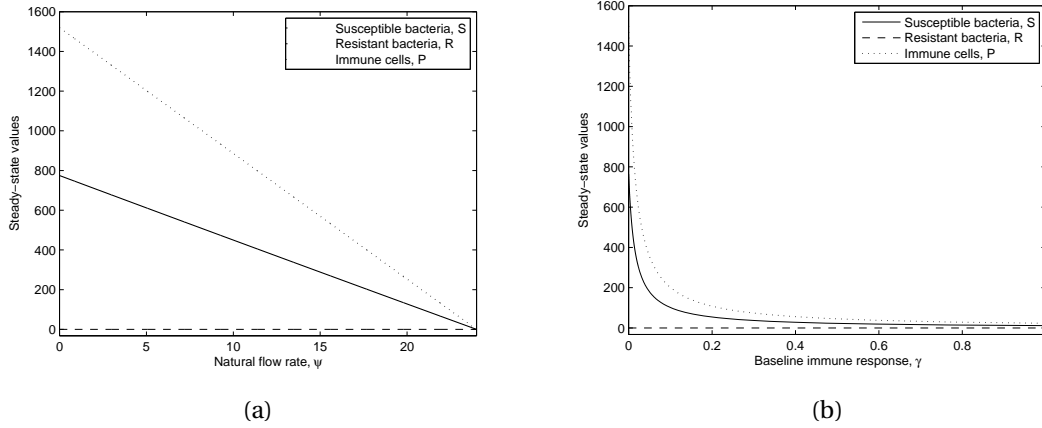 1600
1400
1200
1000
800
600
400
200
0
Steady−state values
0 5 10 15 20
Natural flow rate, ψ
Susceptible bacteria, S
Resistant bacteria, R
Immune cells, P
(a)
1600
1400
1200
1000
800
600
400
200
0
Steady−state values
0 0.2 0.4 0.6 0.8
Baseline immune response, γ
Susceptible bacteria, S
Resistant bacteria, R
Immune cells, P
(b)